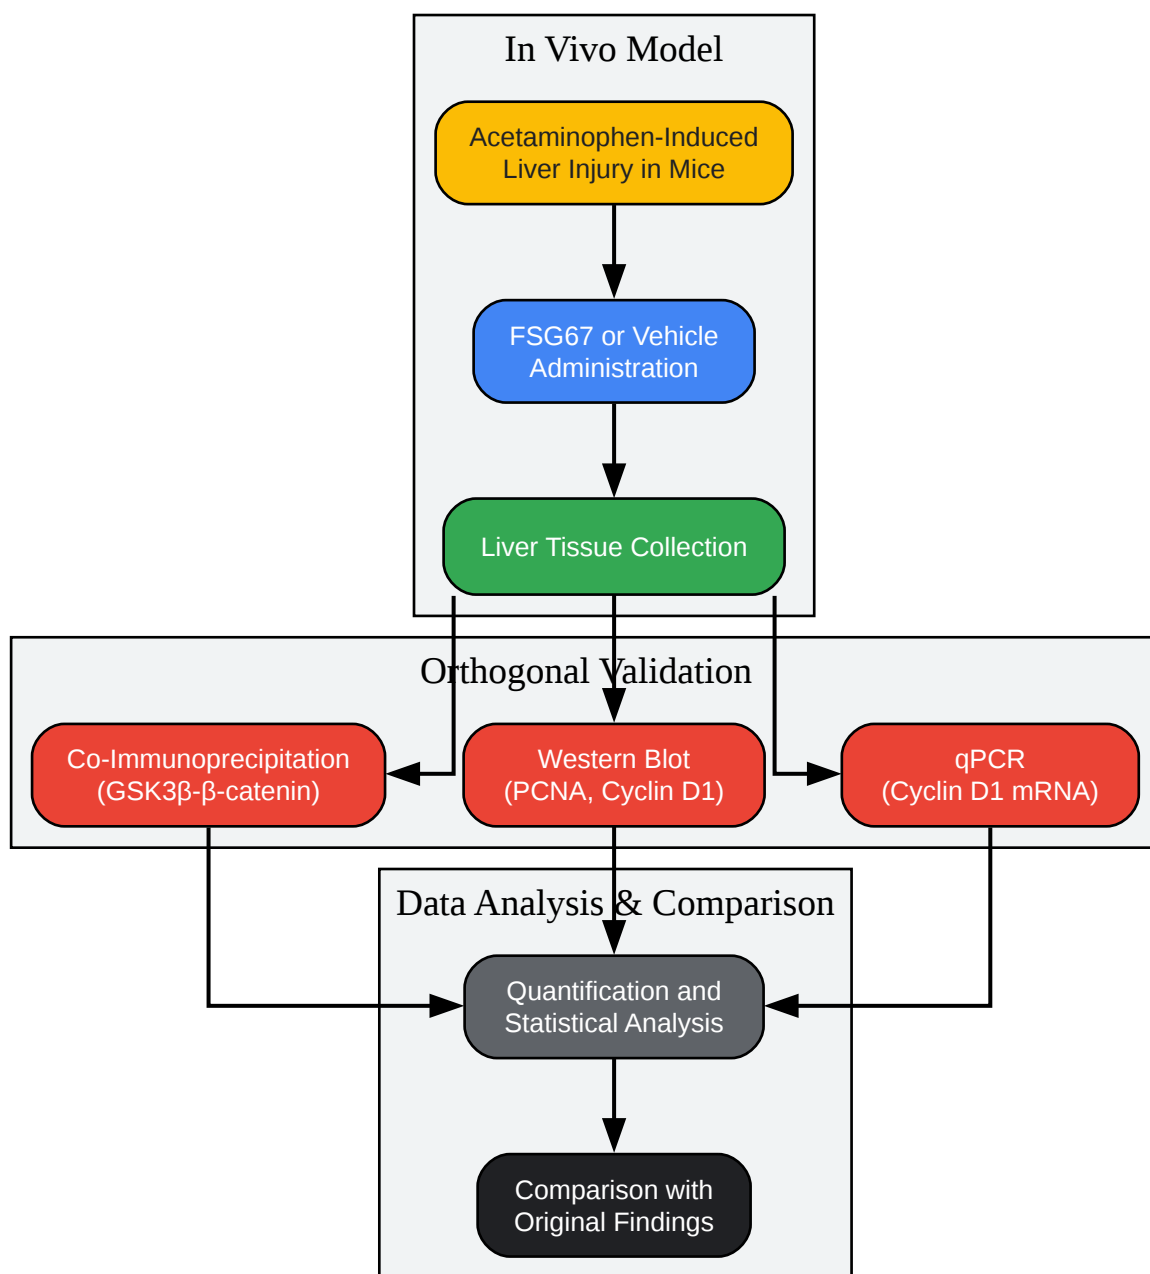 In Vivo Model
Acetaminophen-Induced
Liver Injury in Mice
FSG67 or Vehicle
Administration
Liver Tissue Collection
Orthogonal Validation
Co-Immunoprecipitation
(GSK3β-β-catenin)
Western Blot
(PCNA, Cyclin D1)
qPCR
(Cyclin D1 mRNA)
Data Analysis & Comparison
Quantification and
Statistical Analysis
Comparison with
Original Findings